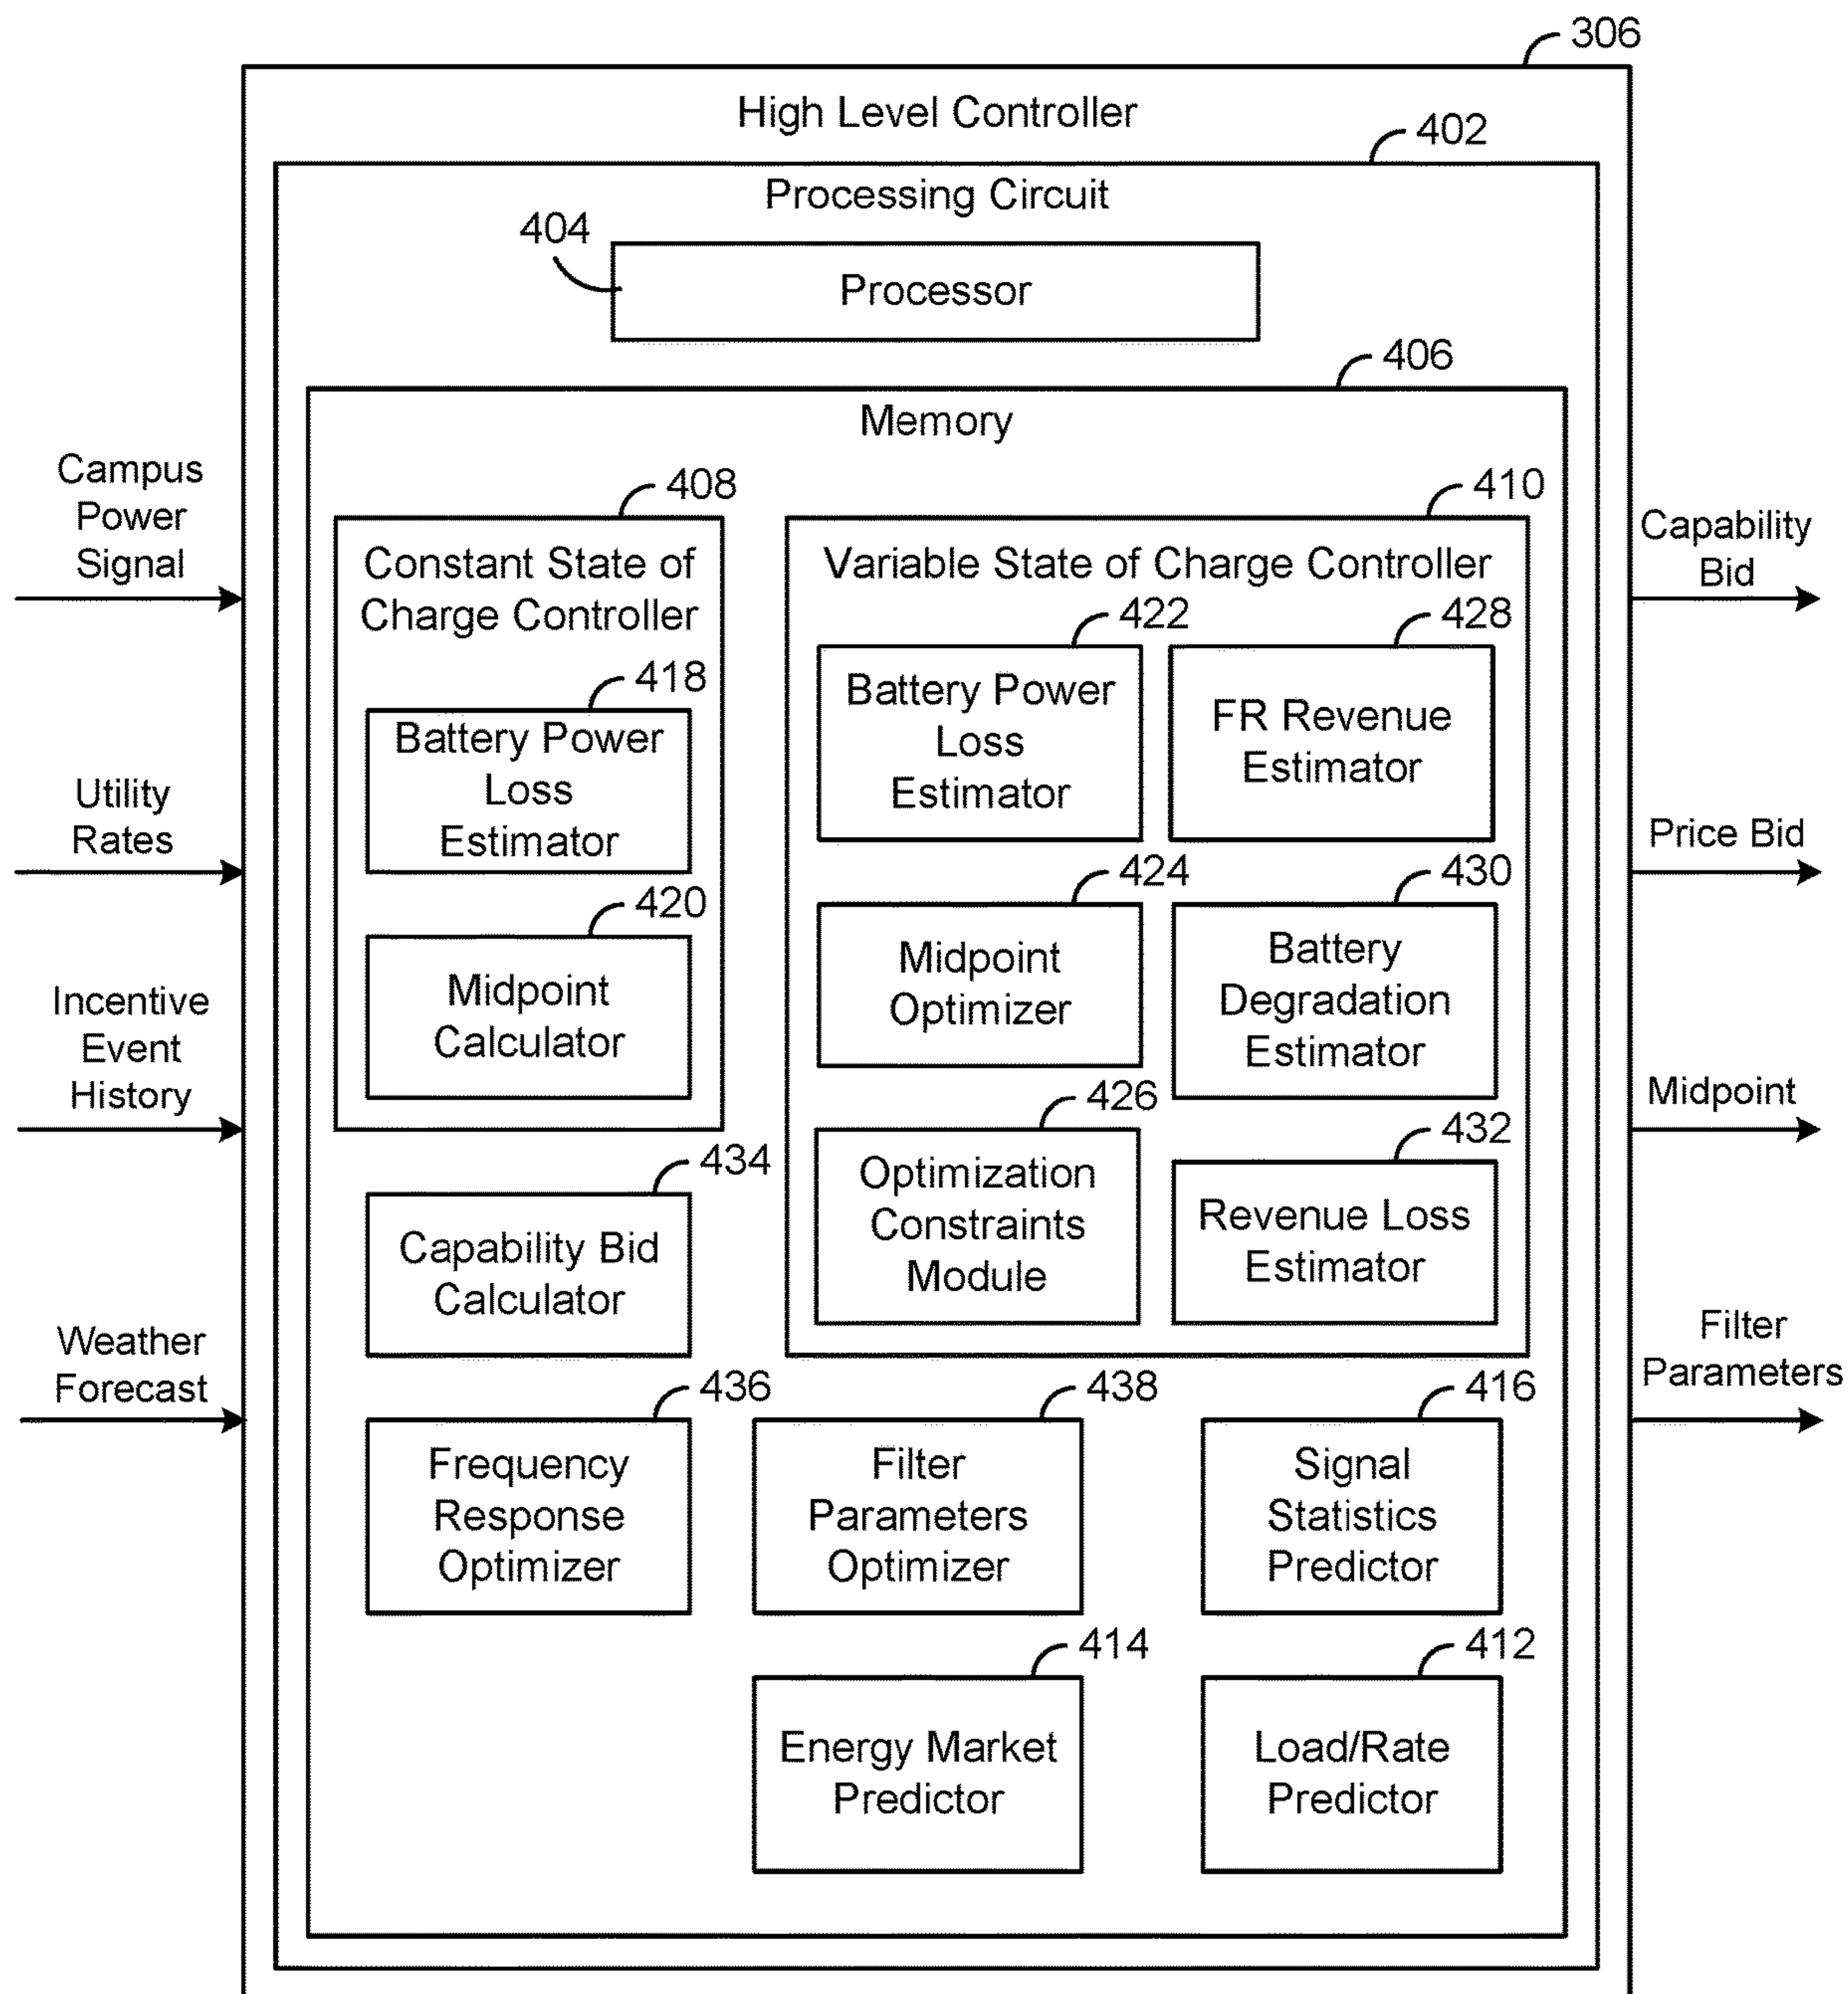 306
High Level Controller
402
Processing Circuit
404
Processor
406
Memory
Campus
Power
Signal
Utility
Rates
Incentive
Event
History
Weather
Forecast
408
Constant State of
Charge Controller
418
Battery Power
Loss
Estimator
420
Midpoint
Calculator
410
Variable State of Charge Controller
422
Battery Power
Loss
Estimator
428
FR Revenue
Estimator
424
Midpoint
Optimizer
430
Battery
Degradation
Estimator
426
Optimization
Constraints
Module
432
Revenue Loss
Estimator
434
Capability Bid
Calculator
436
Frequency
Response
Optimizer
438
Filter
Parameters
Optimizer
416
Signal
Statistics
Predictor
414
Energy Market
Predictor
412
Load/Rate
Predictor
Capability
Bid
Price Bid
Midpoint
Filter
Parameters